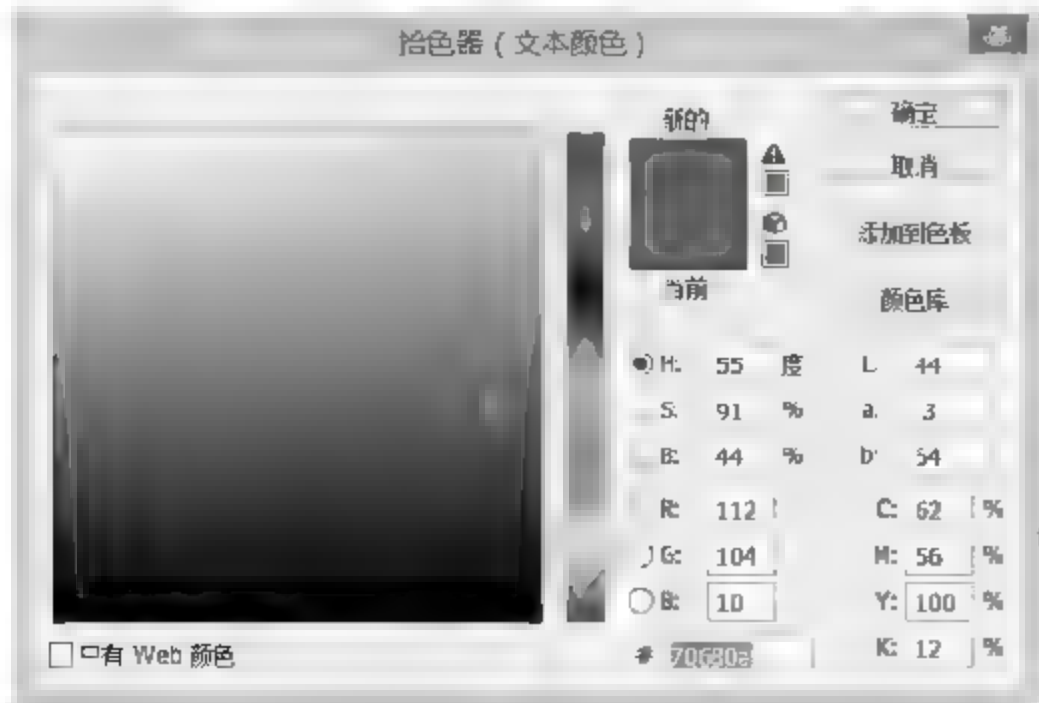 拾色器(文本颜色)
新的
确定
取消
添加到色板
当前
颜色库
H: 55 度
L: 44
S: 91 %
a: 3
B: 44 %
b: 54
R: 112
C: 62 %
G: 104
M: 56 %
B: 10
Y: 100 %
有 Web 颜色
# 70680a
K: 12 %